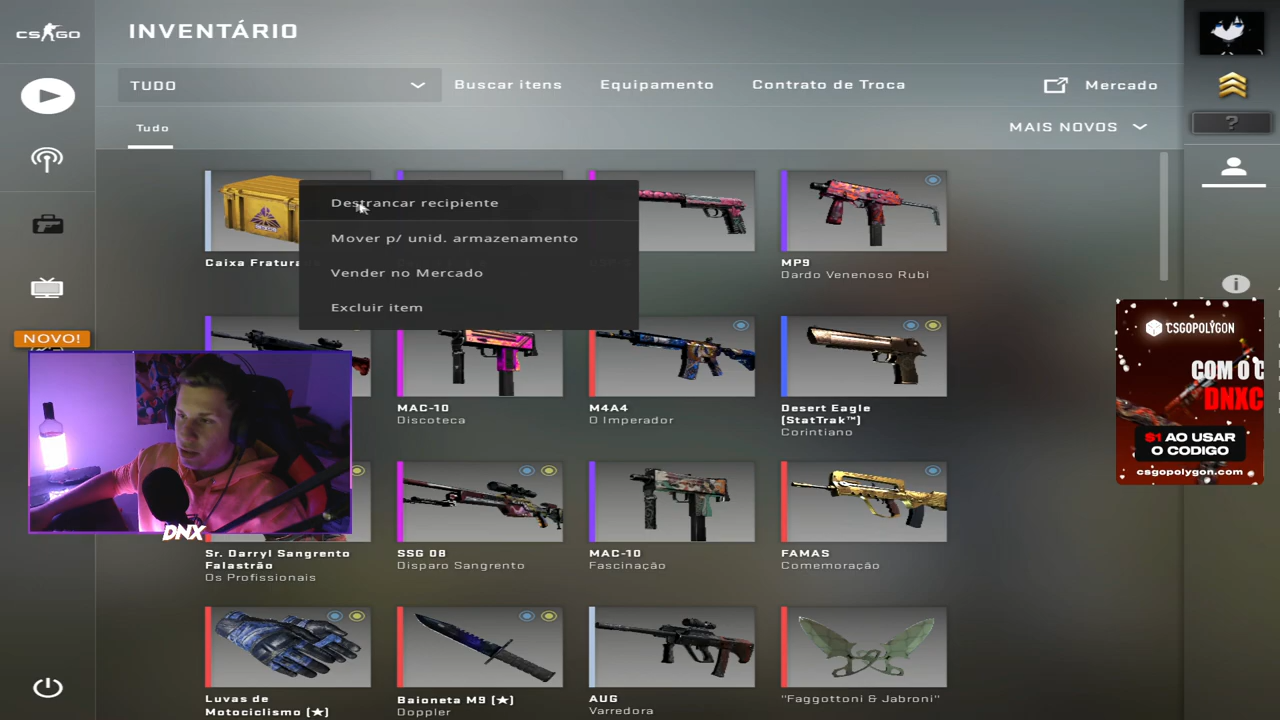 CS GO
INVENTÁRIO
TUDO
Buscar itens
Equipamento
Contrato de Troca
Mercado
?
Tudo
MAIS NOVOS
Destrancar recipiente
Mover p/ unid. armazenamento
Vender no Mercado
Excluir item
Caixa Fratura
MP9
Dardo Venenoso Rubi
NOVO!
MAC-10
Discoteca
M4A4
O Imperador
Desert Eagle
(StatTrak™)
Corintiano
CSGOPOLYGON
COM O C
DNXC
$1 AO USAR
O CODIGO
csgopolygon.com
DNX
Sr. Darryl Sangrento
Falastrão
Os Profissionais
SSG 08
Disparo Sangrento
MAC-10
Fascinação
FAMAS
Comemoração
Luvas de
Motociclismo (★)
Baioneta M9 (★)
Doppler
AUG
Varredora
"Faggottoni & Jabroni"